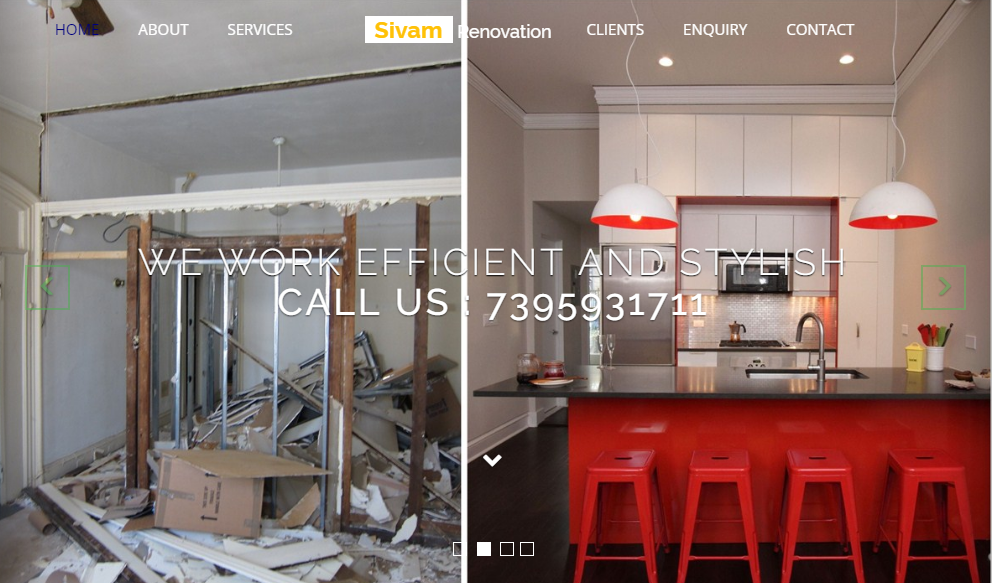 HOME ABOUT SERVICES Sivam Renovation CLIENTS ENQUIRY CONTACT
WE WORK EFFICIENT AND STYLISH
CALL US : 7395931711